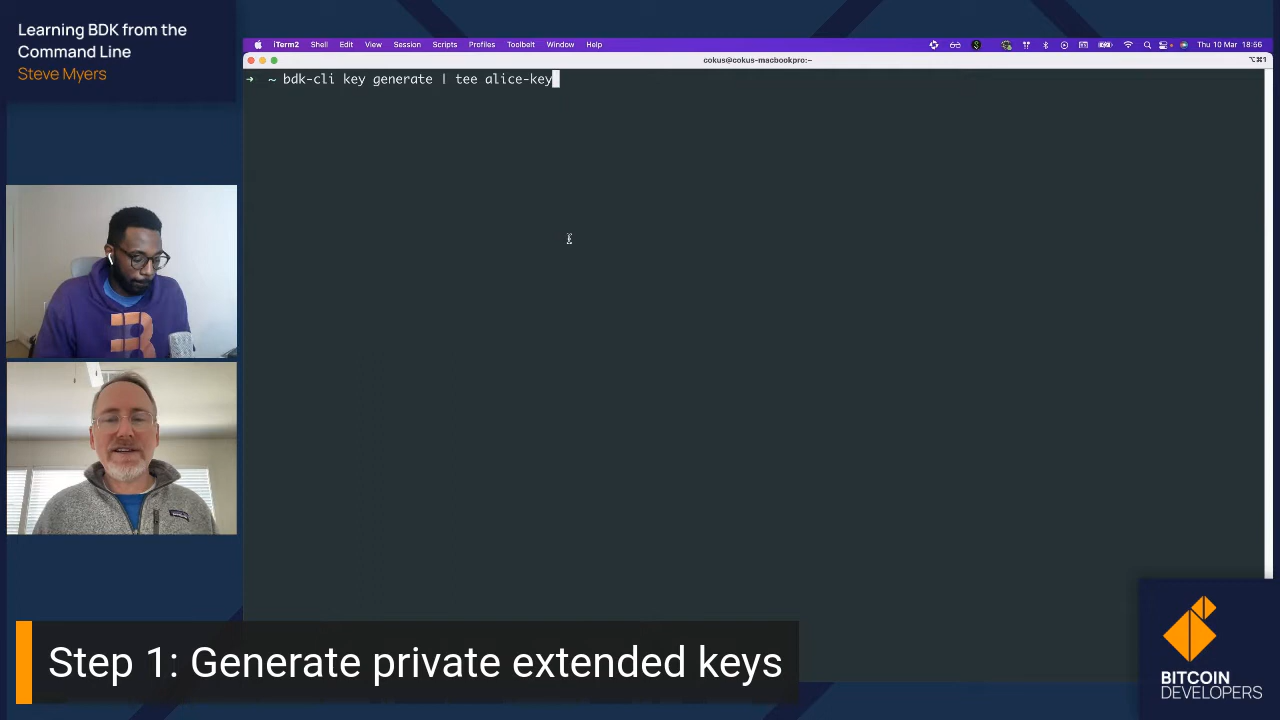 Learning BDK from the
Command Line
Steve Myers
iTerm2 Shell Edit View Session Scripts Profiles Toolbelt Window Help
Thu 10 Mar 18:56
cokus@cokus-macbookpro:~
⌥⌘1
➜ ~ bdk-cli key generate | tee alice-key
Step 1: Generate private extended keys
BITCOIN
DEVELOPERS